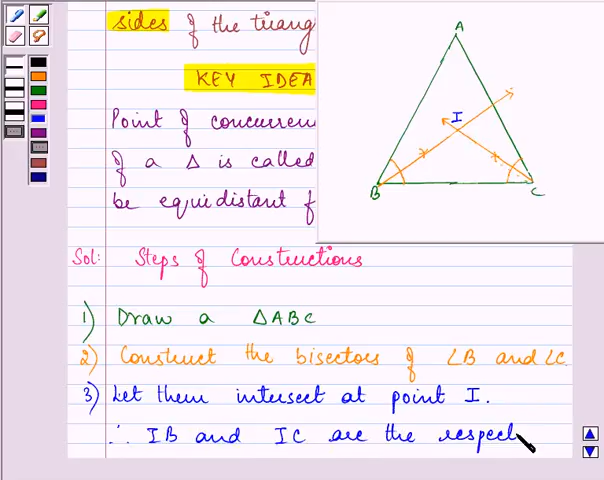 sides of the triang
KEY IDEA
Point of concurren
of a Δ is called
be equidistant f
A
I
B
C
Sol: Steps of Constructions
1) Draw a ΔABC
2) Construct the bisectors of ∠B and ∠C.
3) Let them intersect at point I.
∴ IB and IC are the respect